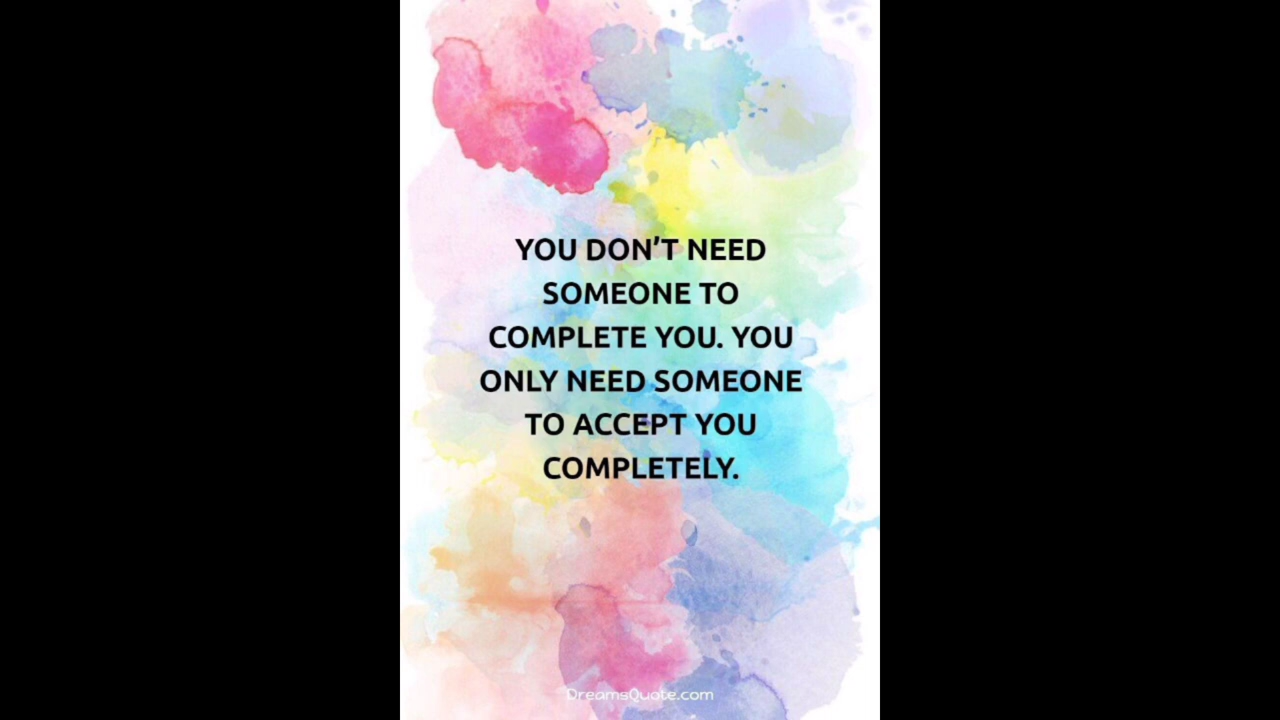 YOU DON’T NEED
SOMEONE TO
COMPLETE YOU. YOU
ONLY NEED SOMEONE
TO ACCEPT YOU
COMPLETELY.
DreamsQuote.com